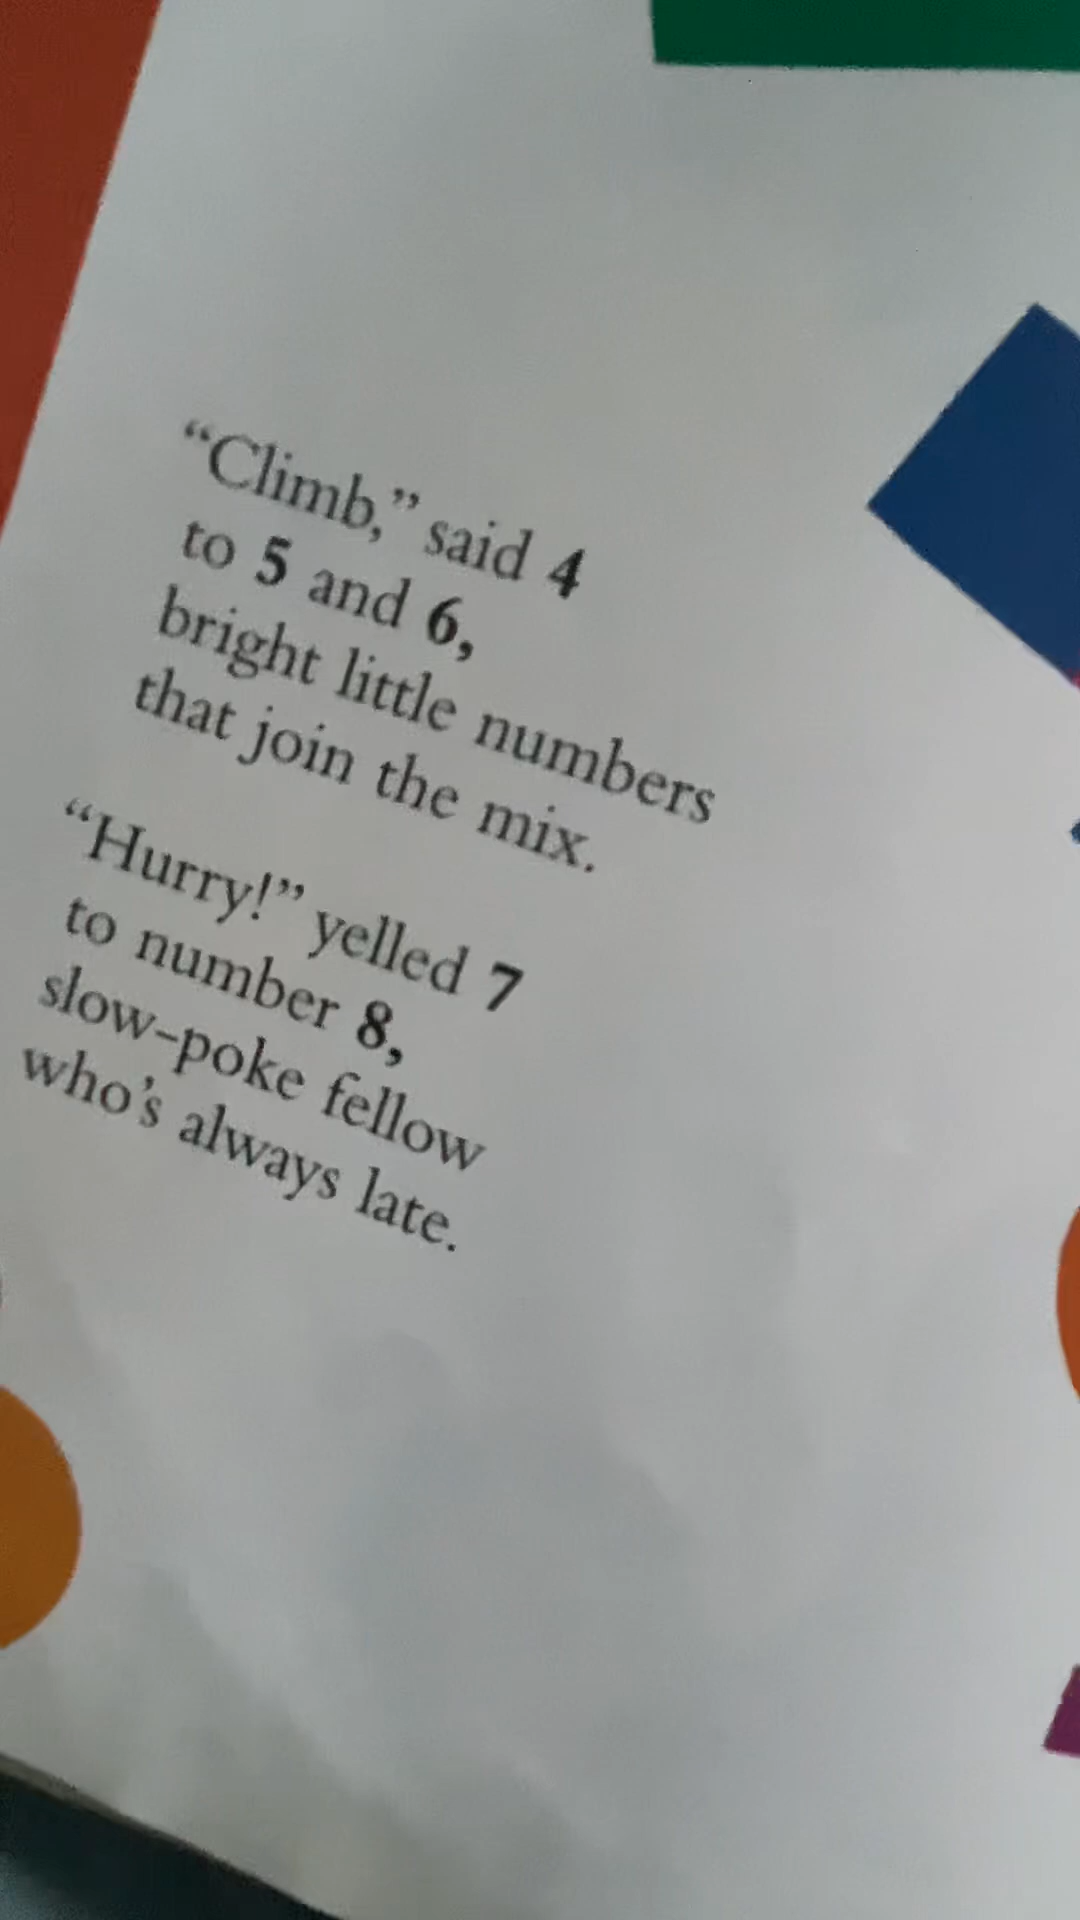 “Climb,” said 4
to 5 and 6,
bright little numbers
that join the mix.
“Hurry!” yelled 7
to number 8,
slow-poke fellow
who’s always late.